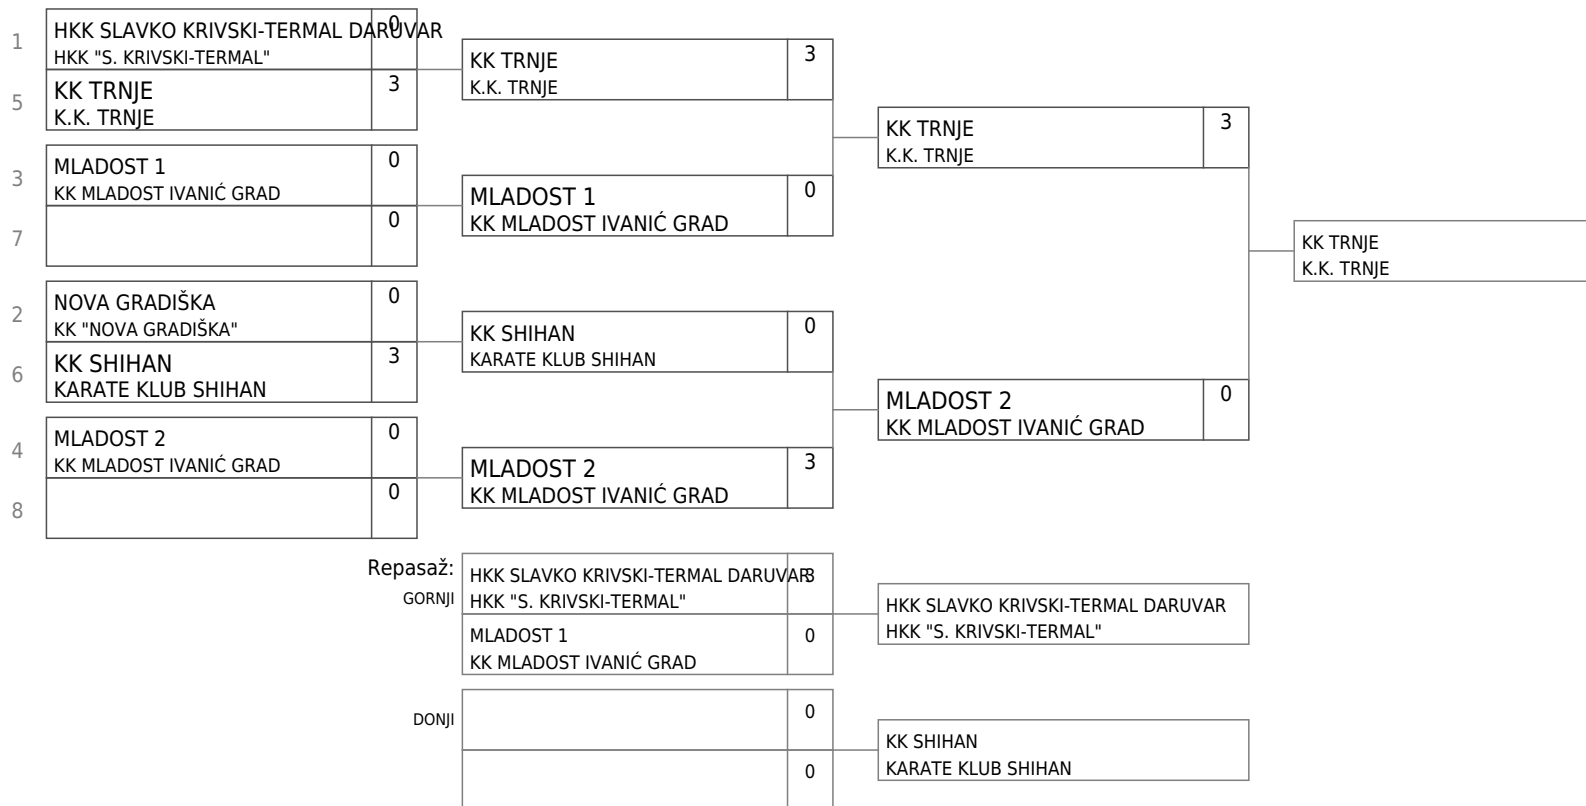 1
HKK SLAVKO KRIVSKI-TERMAL DARUVAR
0
HKK "S. KRIVSKI-TERMAL"
5
KK TRNJE
3
K.K. TRNJE
3
MLADOST 1
0
KK MLADOST IVANIĆ GRAD
7
0
2
NOVA GRADIŠKA
0
KK "NOVA GRADIŠKA"
6
KK SHIHAN
3
KARATE KLUB SHIHAN
4
MLADOST 2
0
KK MLADOST IVANIĆ GRAD
8
0
KK TRNJE
3
K.K. TRNJE
MLADOST 1
0
KK MLADOST IVANIĆ GRAD
KK SHIHAN
0
KARATE KLUB SHIHAN
MLADOST 2
3
KK MLADOST IVANIĆ GRAD
KK TRNJE
3
K.K. TRNJE
MLADOST 2
0
KK MLADOST IVANIĆ GRAD
KK TRNJE
K.K. TRNJE
Repasaž:
GORNJI
HKK SLAVKO KRIVSKI-TERMAL DARUVAR
3
HKK "S. KRIVSKI-TERMAL"
MLADOST 1
0
KK MLADOST IVANIĆ GRAD
HKK SLAVKO KRIVSKI-TERMAL DARUVAR
HKK "S. KRIVSKI-TERMAL"
DONJI
0
0
KK SHIHAN
KARATE KLUB SHIHAN